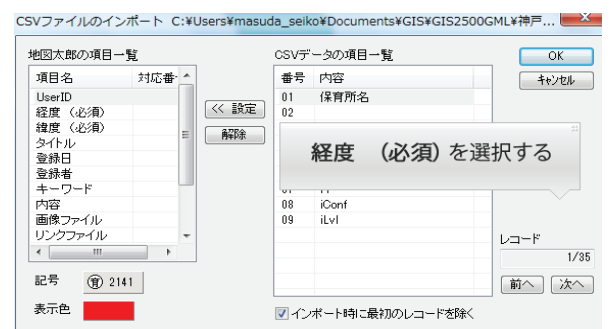 CSVファイルのインポート C:¥Users¥masuda_seiko¥Documents¥GIS¥GIS2500GML¥神戸...
地図太郎の項目一覧
項目名 対応番
UserID
経度 (必須)
緯度 (必須)
タイトル
登録日
登録者
キーワード
内容
画像ファイル
リンクファイル
<< 設定
解除
記号 2141
表示色
CSVデータの項目一覧
番号 内容
01 保育所名
02
経度 (必須) を選択する
08 iConf
09 iLvl
インポート時に最初のレコードを除く
OK
キャンセル
レコード
1/35
前へ 次へ